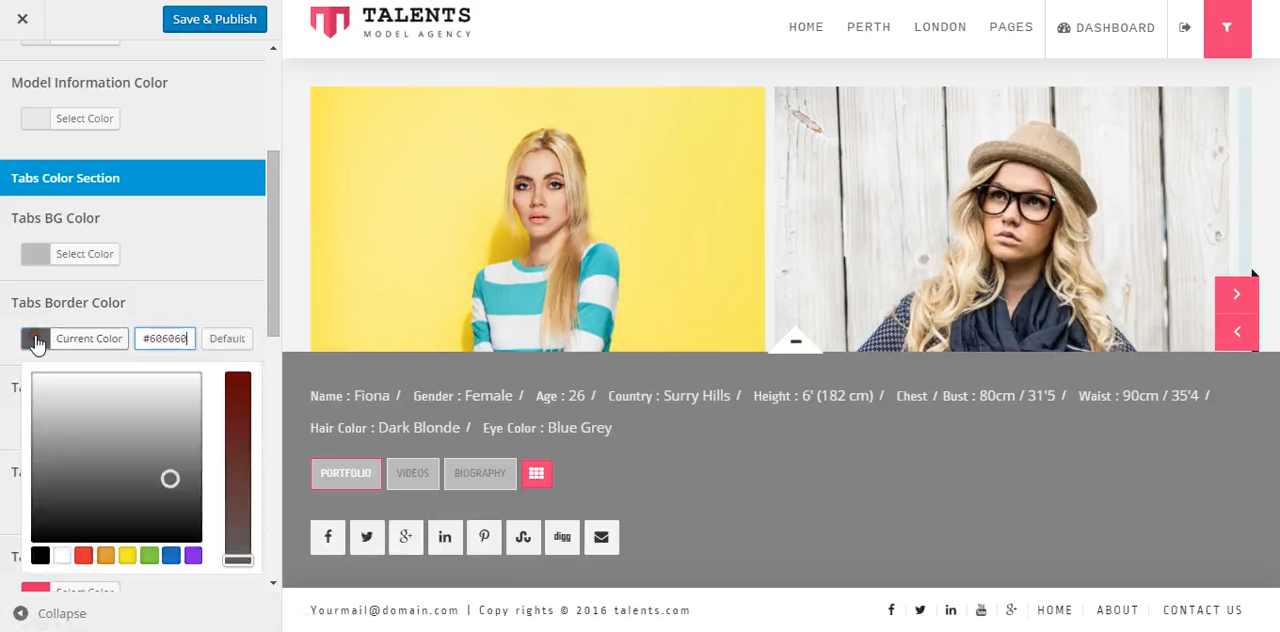 Save & Publish
Model Information Color
Select Color
Tabs Color Section
Tabs BG Color
Select Color
Tabs Border Color
Current Color #606060 Default
Collapse
TALENTS
MODEL AGENCY
HOME PERTH LONDON PAGES DASHBOARD
Name : Fiona / Gender : Female / Age : 26 / Country : Surry Hills / Height : 6' (182 cm) / Chest / Bust : 80cm / 31'5 / Waist : 90cm / 35'4 /
Hair Color : Dark Blonde / Eye Color : Blue Grey
PORTFOLIO VIDEOS BIOGRAPHY
digg
Yourmail@domain.com | Copy rights © 2016 talents.com
HOME ABOUT CONTACT US